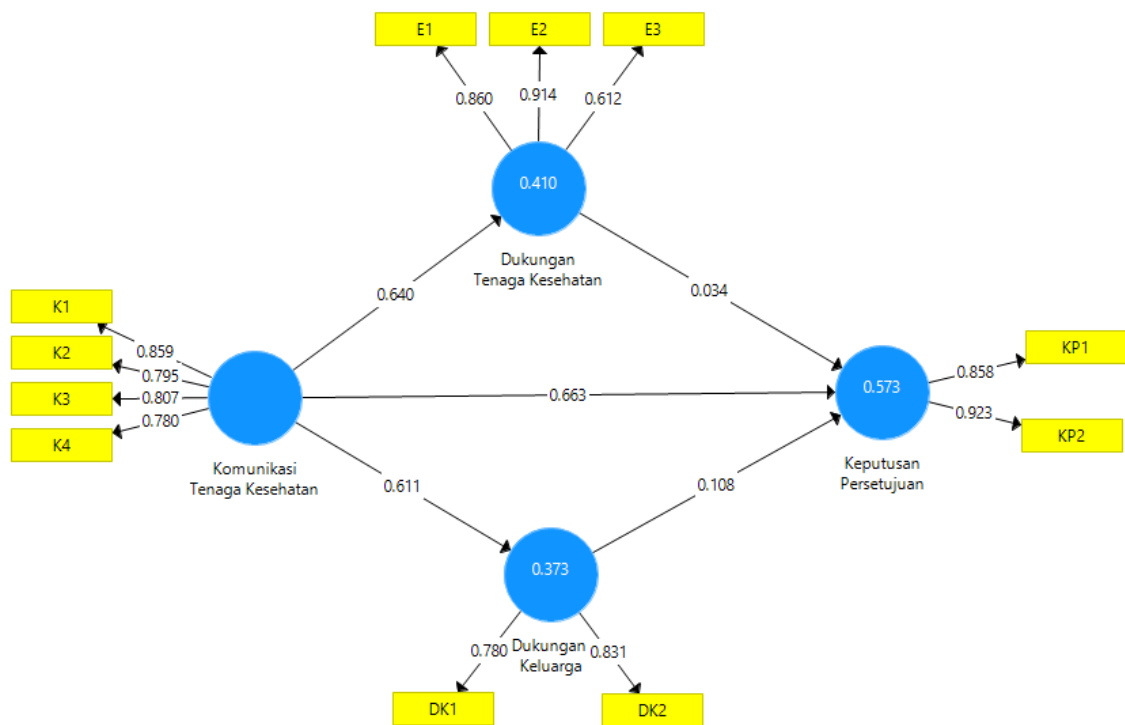 E1
E2
E3
0.860
0.914
0.612
0.410
Dukungan
Tenaga Kesehatan
0.640
0.034
K1
K2
K3
K4
0.859
0.795
0.807
0.780
Komunikasi
Tenaga Kesehatan
0.663
0.573
Keputusan
Persetujuan
0.858
0.923
KP1
KP2
0.611
0.108
0.373
Dukungan
Keluarga
0.780
0.831
DK1
DK2